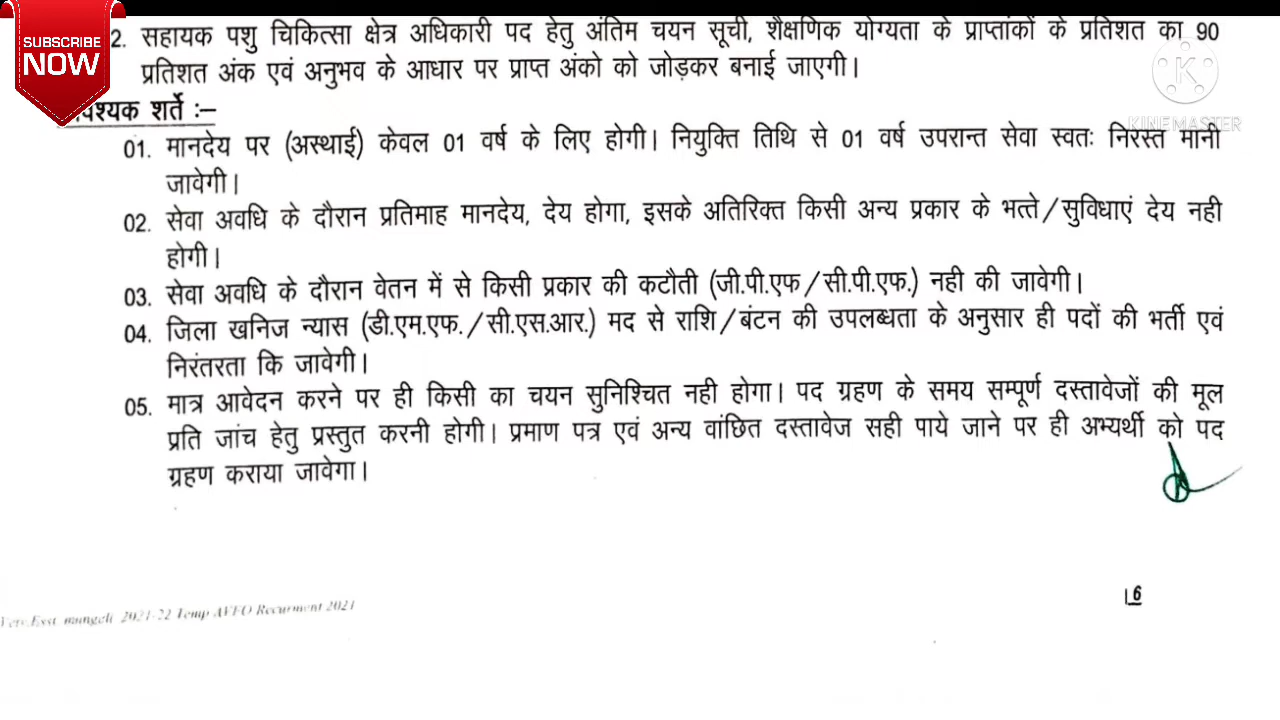 SUBSCRIBE
NOW
2. सहायक पशु चिकित्सा क्षेत्र अधिकारी पद हेतु अंतिम चयन सूची, शैक्षणिक योग्यता के प्राप्तांकों के प्रतिशत का 90
प्रतिशत अंक एवं अनुभव के आधार पर प्राप्त अंको को जोड़कर बनाई जाएगी।
KINEMASTER
वश्यक शर्ते :–
01. मानदेय पर (अस्थाई) केवल 01 वर्ष के लिए होगी। नियुक्ति तिथि से 01 वर्ष उपरान्त सेवा स्वतः निरस्त मानी
जावेगी।
02. सेवा अवधि के दौरान प्रतिमाह मानदेय, देय होगा, इसके अतिरिक्त किसी अन्य प्रकार के भत्ते/सुविधाएं देय नही
होगी।
03. सेवा अवधि के दौरान वेतन में से किसी प्रकार की कटौती (जी.पी.एफ/सी.पी.एफ.) नही की जावेगी।
04. जिला खनिज न्यास (डी.एम.एफ./सी.एस.आर.) मद से राशि/बंटन की उपलब्धता के अनुसार ही पदों की भर्ती एवं
निरंतरता कि जावेगी।
05. मात्र आवेदन करने पर ही किसी का चयन सुनिश्चित नही होगा। पद ग्रहण के समय सम्पूर्ण दस्तावेजों की मूल
प्रति जांच हेतु प्रस्तुत करनी होगी। प्रमाण पत्र एवं अन्य वांछित दस्तावेज सही पाये जाने पर ही अभ्यर्थी को पद
ग्रहण कराया जावेगा।
mungeli 2021-22 Temp AVFO Recurment 2021
6